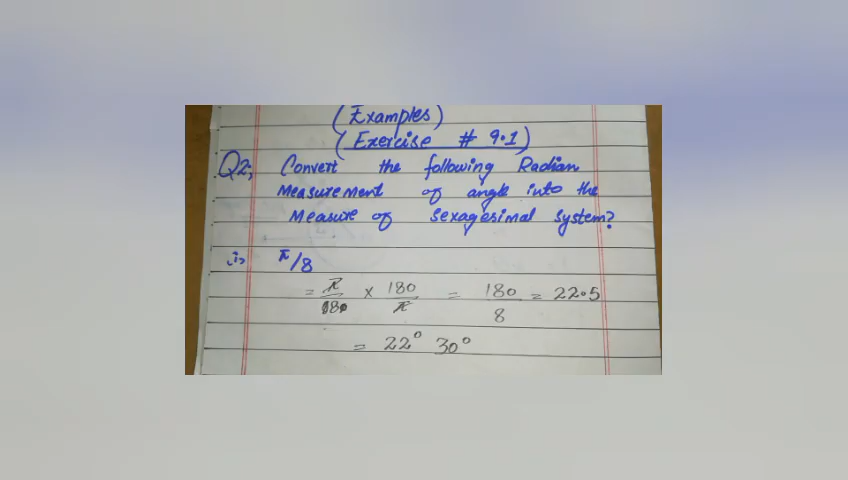 (Examples)
(Exercise # 9.1)
Q2; Convert the following Radian
Measurement of angle into the
Measure of sexagesimal system?
i> π/8
= π/180 × 180/π = 180/8 = 22.5
= 22° 30°